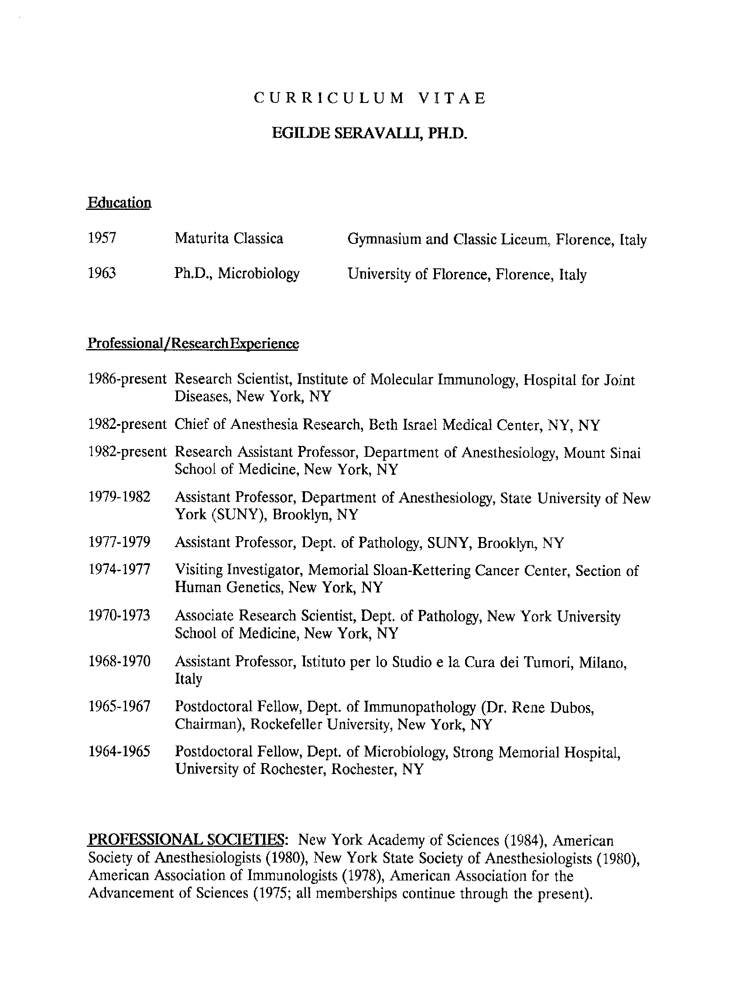 CURRICULUM VITAE
EGILDE SERAVALLI, PH.D.
Education
1957 Maturita Classica Gymnasium and Classic Liceum, Florence, Italy
1963 Ph.D., Microbiology University of Florence, Florence, Italy
Professional/Research Experience
1986-present Research Scientist, Institute of Molecular Immunology, Hospital for Joint
Diseases, New York, NY
1982-present Chief of Anesthesia Research, Beth Israel Medical Center, NY, NY
1982-present Research Assistant Professor, Department of Anesthesiology, Mount Sinai
School of Medicine, New York, NY
1979-1982 Assistant Professor, Department of Anesthesiology, State University of New
York (SUNY), Brooklyn, NY
1977-1979 Assistant Professor, Dept. of Pathology, SUNY, Brooklyn, NY
1974-1977 Visiting Investigator, Memorial Sloan-Kettering Cancer Center, Section of
Human Genetics, New York, NY
1970-1973 Associate Research Scientist, Dept. of Pathology, New York University
School of Medicine, New York, NY
1968-1970 Assistant Professor, Istituto per lo Studio e la Cura dei Tumori, Milano,
Italy
1965-1967 Postdoctoral Fellow, Dept. of Immunopathology (Dr. Rene Dubos,
Chairman), Rockefeller University, New York, NY
1964-1965 Postdoctoral Fellow, Dept. of Microbiology, Strong Memorial Hospital,
University of Rochester, Rochester, NY
PROFESSIONAL SOCIETIES: New York Academy of Sciences (1984), American
Society of Anesthesiologists (1980), New York State Society of Anesthesiologists (1980),
American Association of Immunologists (1978), American Association for the
Advancement of Sciences (1975; all memberships continue through the present).